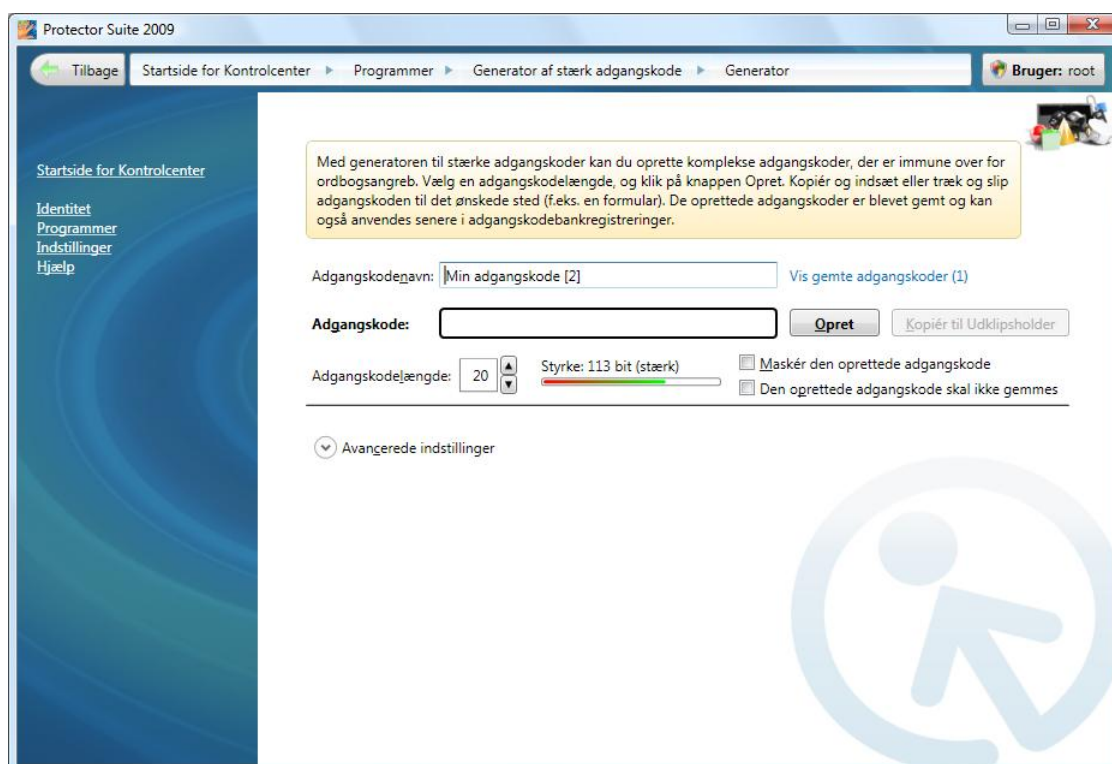 Protector Suite 2009
Tilbage Startside for Kontrolcenter Programmer Generator af stærk adgangskode Generator Bruger: root
Startside for Kontrolcenter
Identitet
Programmer
Indstillinger
Hjælp
Med generatoren til stærke adgangskoder kan du oprette komplekse adgangskoder, der er immune over for
ordbogsangreb. Vælg en adgangskodelængde, og klik på knappen Opret. Kopiér og indsæt eller træk og slip
adgangskoden til det ønskede sted (f.eks. en formular). De oprettede adgangskoder er blevet gemt og kan
også anvendes senere i adgangskodebankregistreringer.
Adgangskodenavn: Min adgangskode [2] Vis gemte adgangskoder (1)
Adgangskode: Opret Kopiér til Udklipsholder
Adgangskodelængde: 20 Styrke: 113 bit (stærk) Maskér den oprettede adgangskode
Den oprettede adgangskode skal ikke gemmes
Avancerede indstillinger